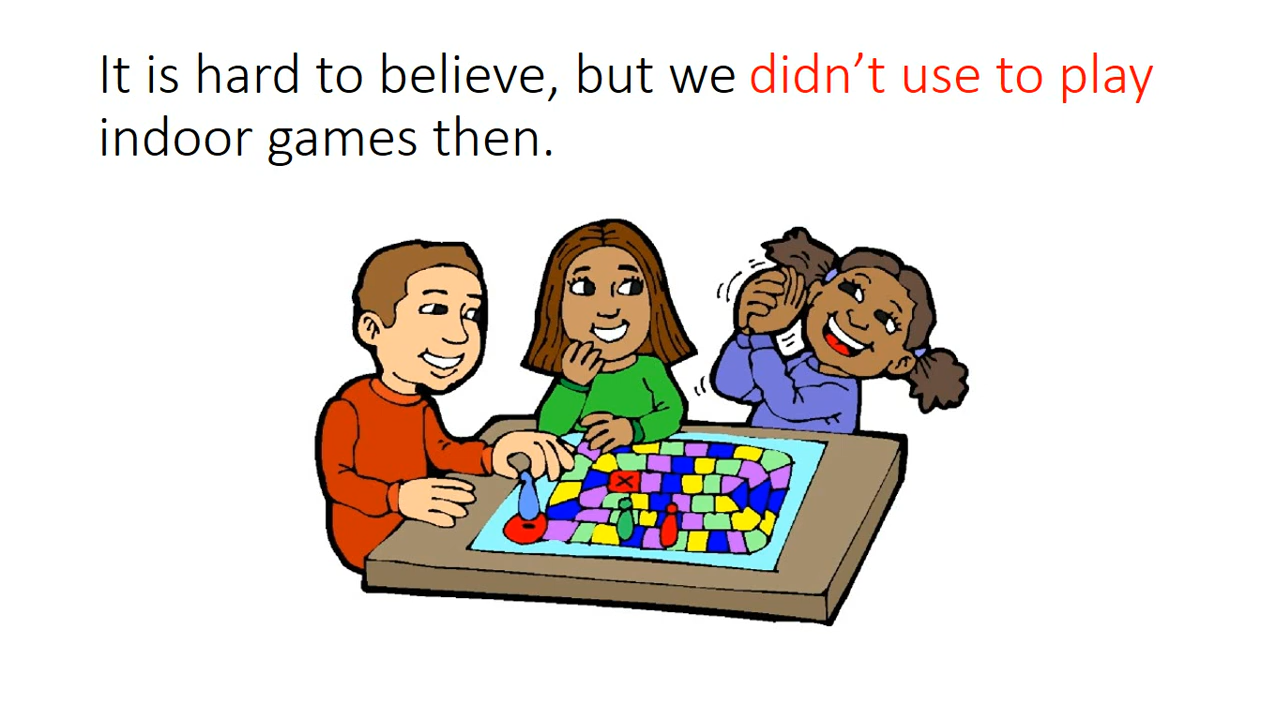 It is hard to believe, but we didn’t use to play
indoor games then.
X